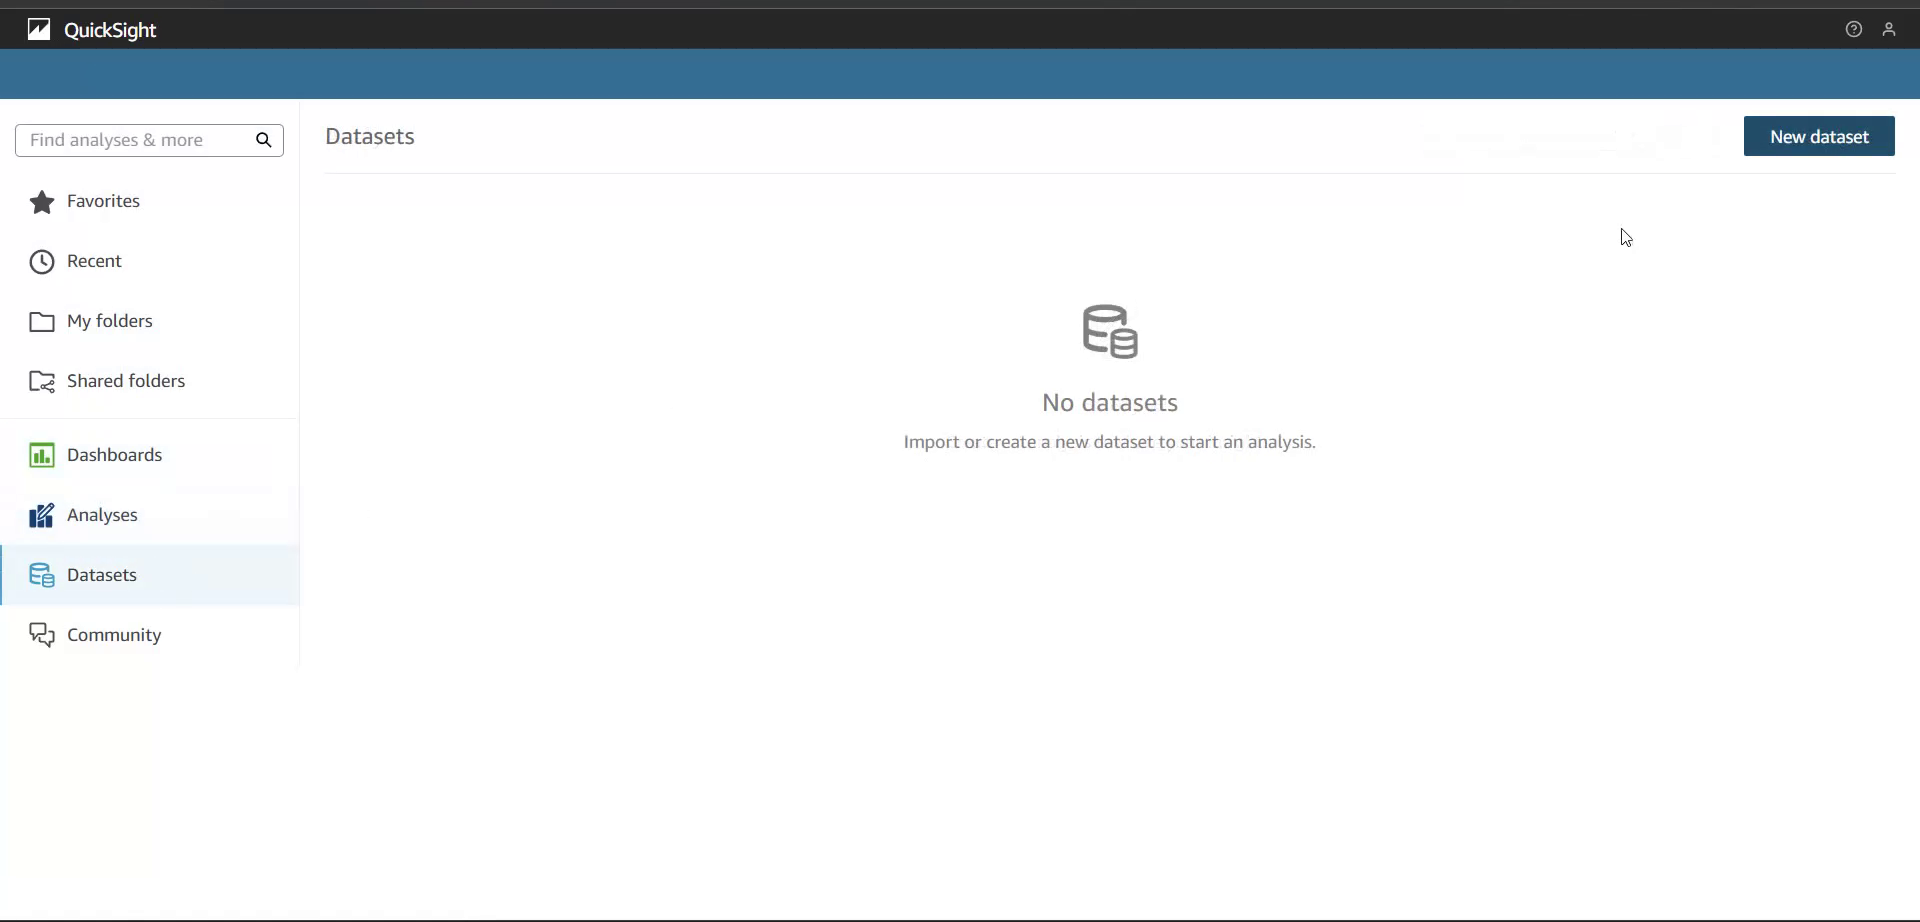 QuickSight
Find analyses & more
Favorites
Recent
My folders
Shared folders
Dashboards
Analyses
Datasets
Community
Datasets
New dataset
No datasets
Import or create a new dataset to start an analysis.